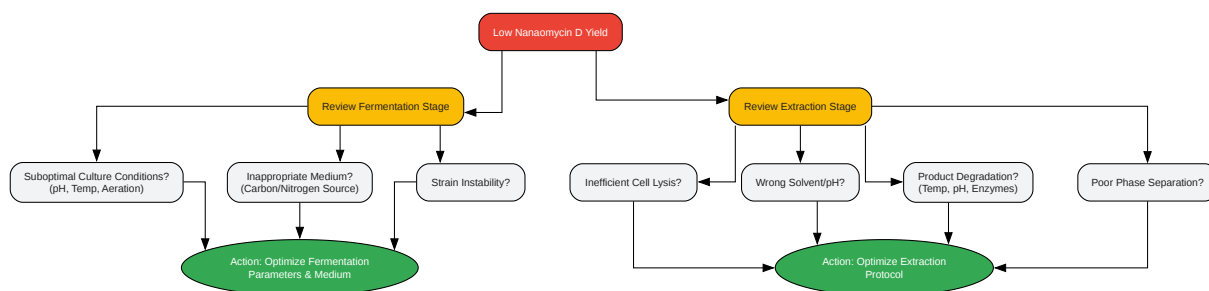 Low Nanaomycin D Yield
Review Fermentation Stage
Review Extraction Stage
Suboptimal Culture Conditions?
(pH, Temp, Aeration)
Inappropriate Medium?
(Carbon/Nitrogen Source)
Strain Instability?
Inefficient Cell Lysis?
Wrong Solvent/pH?
Product Degradation?
(Temp, pH, Enzymes)
Poor Phase Separation?
Action: Optimize Fermentation
Parameters & Medium
Action: Optimize Extraction
Protocol